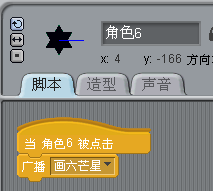 角色6
x: 4 y: -166 方向:
脚本 造型 声音
当 角色6 被点击
广播 画六芒星